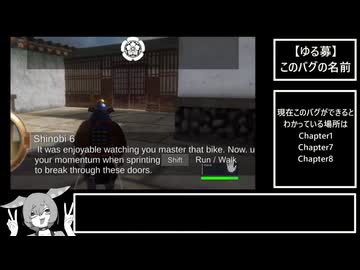 【ゆる募】
このバグの名前
現在このバグができると
わかっている場所は
Chapter1
Chapter7
Chapter8
Shinobi 6
It was enjoyable watching you master that bike. Now, u
your momentum when sprinting Shift Run / Walk
to break through these doors.